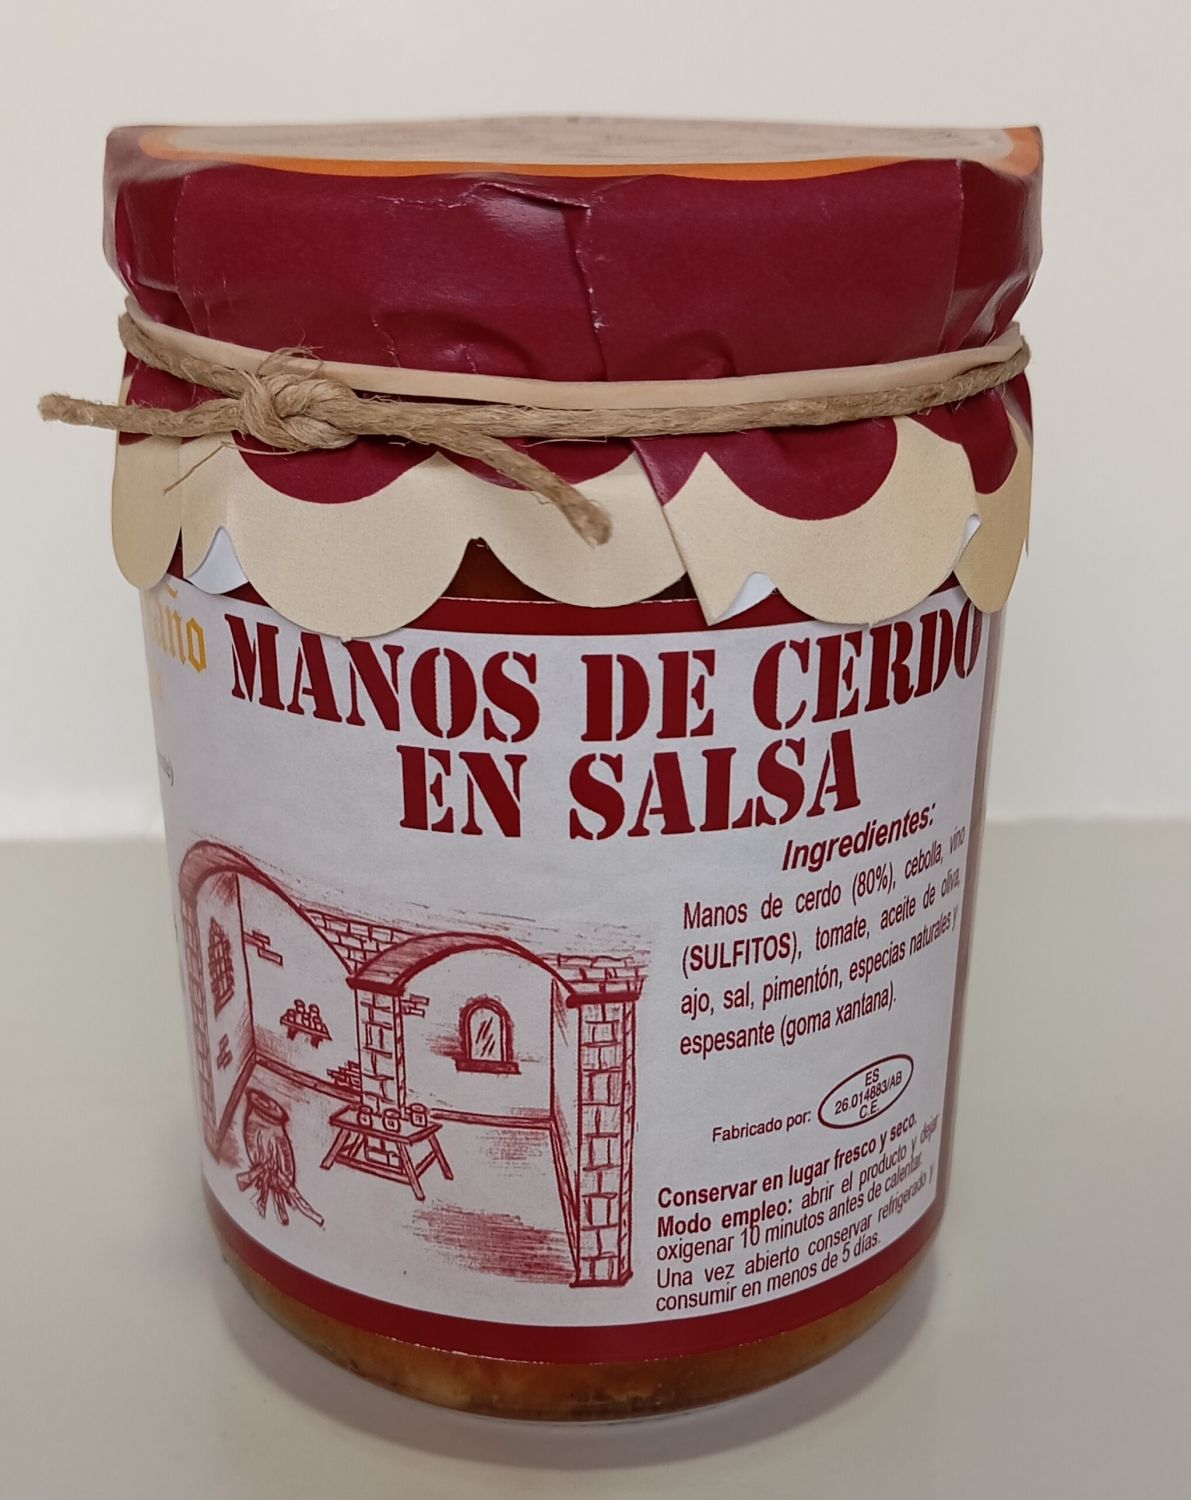 MANOS DE CERDO
EN SALSA
Ingredientes:
Manos de cerdo (80%), cebolla, vino
(SULFITOS), tomate, aceite de oliva,
ajo, sal, pimentón, especias naturales y
espesante (goma xantana).
Fabricado por:
ES
26.014883/AB
C.E.
Conservar en lugar fresco y seco.
Modo empleo: abrir el producto y dejar
oxigenar 10 minutos antes de calentar.
Una vez abierto conservar refrigerado y
consumir en menos de 5 días.